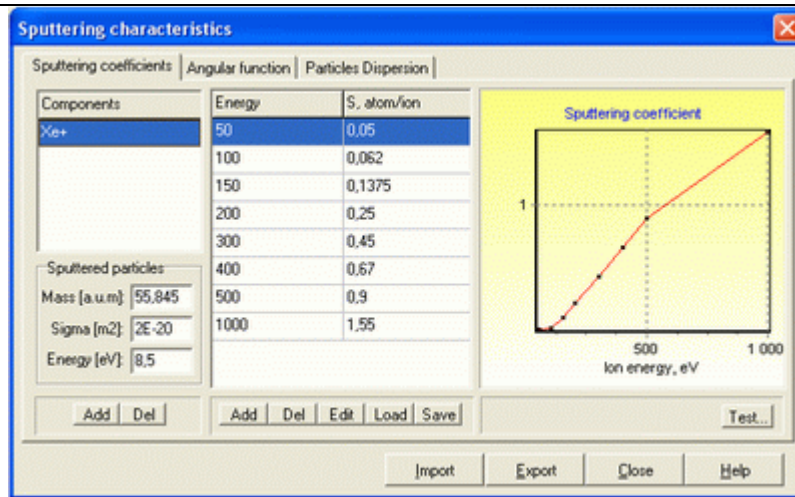 Sputtering characteristics
Sputtering coefficients Angular function Particles Dispersion
Components
Xe+
Sputtered particles
Mass [a.u.m]: 55,845
Sigma [m2]: 2E-20
Energy [eV]: 8,5
Add Del
Energy S, atom/ion
50 0,05
100 0,062
150 0,1375
200 0,25
300 0,45
400 0,67
500 0,9
1000 1,55
Add Del Edit Load Save
Sputtering coefficient
1
500 1 000
Ion energy, eV
Test...
Import Export Close Help